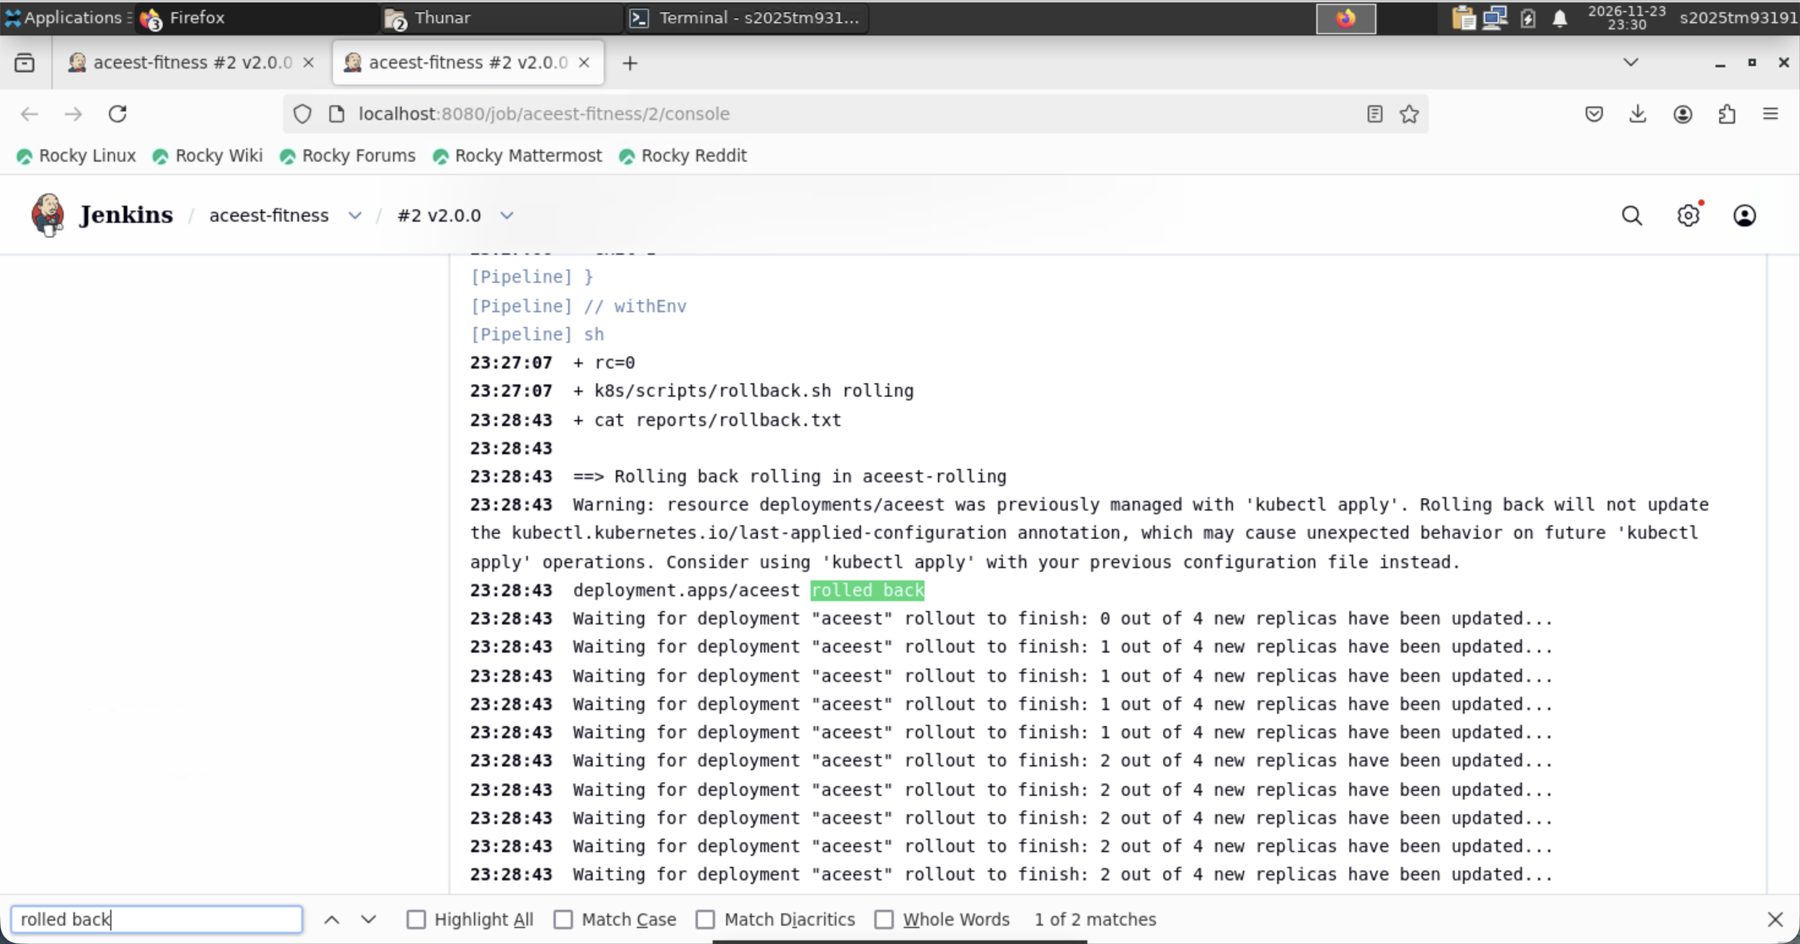 Applications Firefox Thunar Terminal - s2025tm931... 2026-11-23 23:30 s2025tm93191
aceest-fitness #2 v2.0.0 aceest-fitness #2 v2.0.0
localhost:8080/job/aceest-fitness/2/console
Rocky Linux Rocky Wiki Rocky Forums Rocky Mattermost Rocky Reddit
Jenkins / aceest-fitness / #2 v2.0.0
[Pipeline] }
[Pipeline] // withEnv
[Pipeline] sh
23:27:07 + rc=0
23:27:07 + k8s/scripts/rollback.sh rolling
23:28:43 + cat reports/rollback.txt
23:28:43
23:28:43 ==> Rolling back rolling in aceest-rolling
23:28:43 Warning: resource deployments/aceest was previously managed with 'kubectl apply'. Rolling back will not update
the kubectl.kubernetes.io/last-applied-configuration annotation, which may cause unexpected behavior on future 'kubectl
apply' operations. Consider using 'kubectl apply' with your previous configuration file instead.
23:28:43 deployment.apps/aceest rolled back
23:28:43 Waiting for deployment "aceest" rollout to finish: 0 out of 4 new replicas have been updated...
23:28:43 Waiting for deployment "aceest" rollout to finish: 1 out of 4 new replicas have been updated...
23:28:43 Waiting for deployment "aceest" rollout to finish: 1 out of 4 new replicas have been updated...
23:28:43 Waiting for deployment "aceest" rollout to finish: 1 out of 4 new replicas have been updated...
23:28:43 Waiting for deployment "aceest" rollout to finish: 1 out of 4 new replicas have been updated...
23:28:43 Waiting for deployment "aceest" rollout to finish: 2 out of 4 new replicas have been updated...
23:28:43 Waiting for deployment "aceest" rollout to finish: 2 out of 4 new replicas have been updated...
23:28:43 Waiting for deployment "aceest" rollout to finish: 2 out of 4 new replicas have been updated...
23:28:43 Waiting for deployment "aceest" rollout to finish: 2 out of 4 new replicas have been updated...
23:28:43 Waiting for deployment "aceest" rollout to finish: 2 out of 4 new replicas have been updated...
rolled back Highlight All Match Case Match Diacritics Whole Words 1 of 2 matches